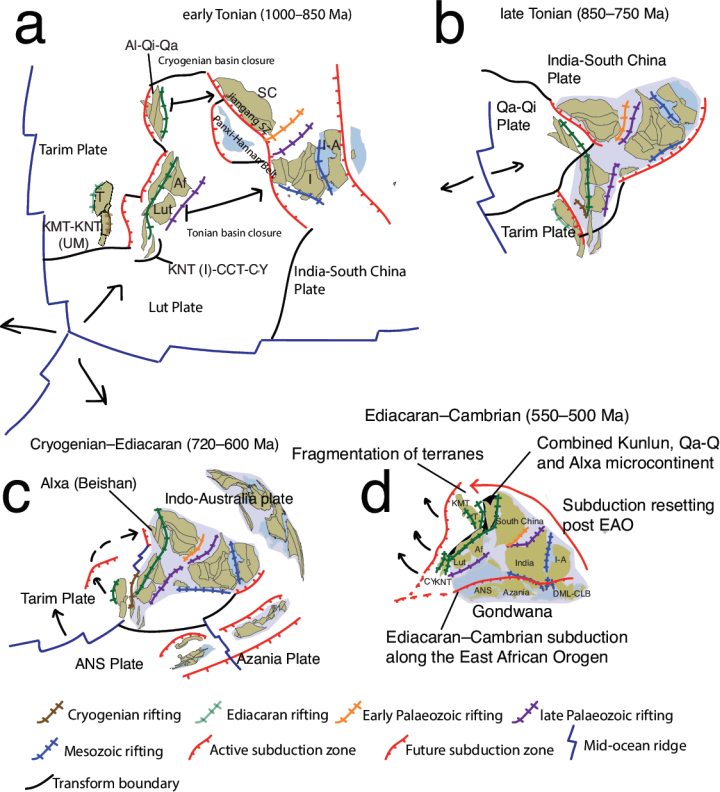 a
early Tonian (1000–850 Ma)
Al-Qi-Qa
Cryogenian basin closure
SC
Jiangang SZ
Panxi-Hannan Belt
I-A
I
Tarim Plate
T
Af
Lut
KMT-KNT
(UM)
Tonian basin closure
KNT (I)-CCT-CY
India-South China
Plate
Lut Plate
b
late Tonian (850–750 Ma)
India-South China
Plate
Qa-Qi
Plate
Tarim Plate
c
Cryogenian–Ediacaran (720–600 Ma)
Alxa (Beishan)
Indo-Australia plate
Tarim Plate
ANS Plate
Azania Plate
d
Ediacaran–Cambrian (550–500 Ma)
Fragmentation of terranes
Combined Kunlun, Qa-Q
and Alxa microcontinent
Subduction resetting
post EAO
KMT
South China
Af
Lut
India
I-A
CY
KNT
ANS
Azania
DML-CLB
Gondwana
Ediacaran–Cambrian subduction
along the East African Orogen
Cryogenian rifting
Ediacaran rifting
Early Palaeozoic rifting
late Palaeozoic rifting
Mesozoic rifting
Active subduction zone
Future subduction zone
Mid-ocean ridge
Transform boundary